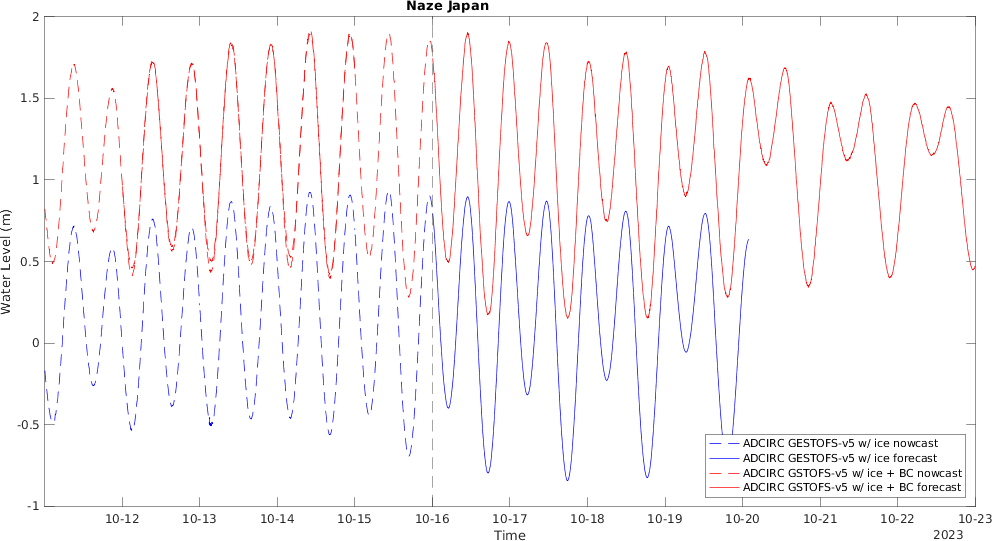 Naze Japan
2
1.5
1
0.5
0
-0.5
-1
Water Level (m)
10-12 10-13 10-14 10-15 10-16 10-17 10-18 10-19 10-20 10-21 10-22 10-23
Time
2023
ADCIRC GESTOFS-v5 w/ ice nowcast
ADCIRC GESTOFS-v5 w/ ice forecast
ADCIRC GSTOFS-v5 w/ ice + BC nowcast
ADCIRC GSTOFS-v5 w/ ice + BC forecast